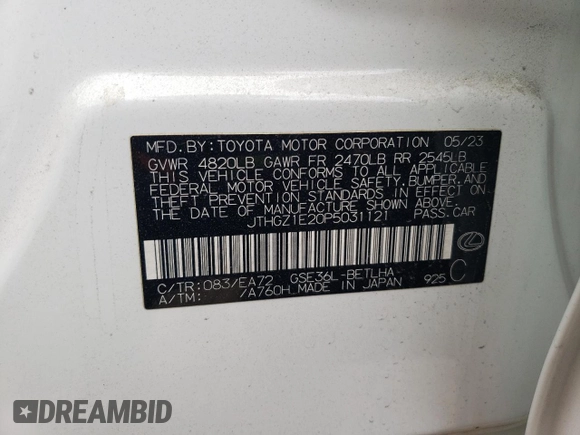 MFD.BY:TOYOTA MOTOR CORPORATION 05/23
GVWR 4820LB GAWR FR 2470LB RR 2545LB
THIS VEHICLE CONFORMS TO ALL APPLICABLE
FEDERAL MOTOR VEHICLE SAFETY,BUMPER,AND
THEFT PREVENTION STANDARDS IN EFFECT ON
THE DATE OF MANUFACTURE SHOWN ABOVE.
JTHGZ1E20P5031121 PASS.CAR
C/TR:083/EA72 GSE36L-BETLHA
A/TM: /A760H MADE IN JAPAN 925 C
DREAMBID